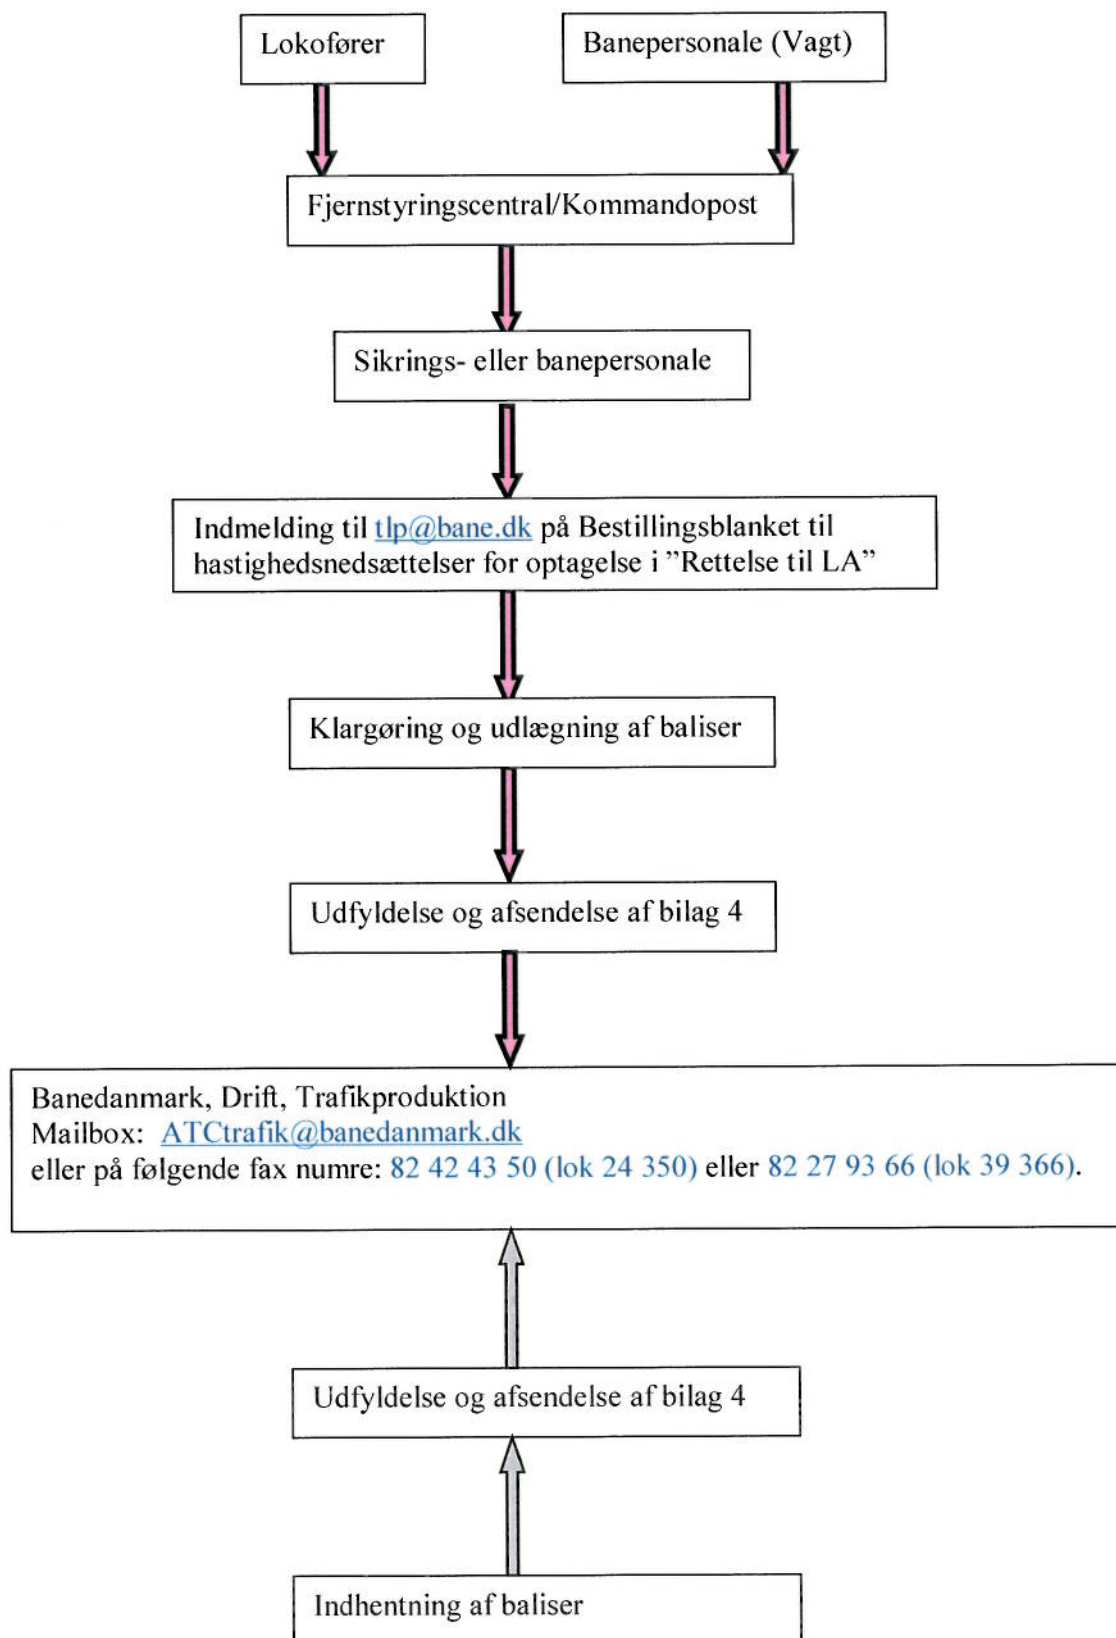 Lokofører
Banepersonale (Vagt)
Fjernstyringscentral/Kommandopost
Sikrings- eller banepersonale
Indmelding til tlp@bane.dk på Bestillingsblanket til
hastighedsnedsættelser for optagelse i ”Rettelse til LA”
Klargøring og udlægning af baliser
Udfyldelse og afsendelse af bilag 4
Banedanmark, Drift, Trafikproduktion
Mailbox: ATCtrafik@banedanmark.dk
eller på følgende fax numre: 82 42 43 50 (lok 24 350) eller 82 27 93 66 (lok 39 366).
Udfyldelse og afsendelse af bilag 4
Indhentning af baliser